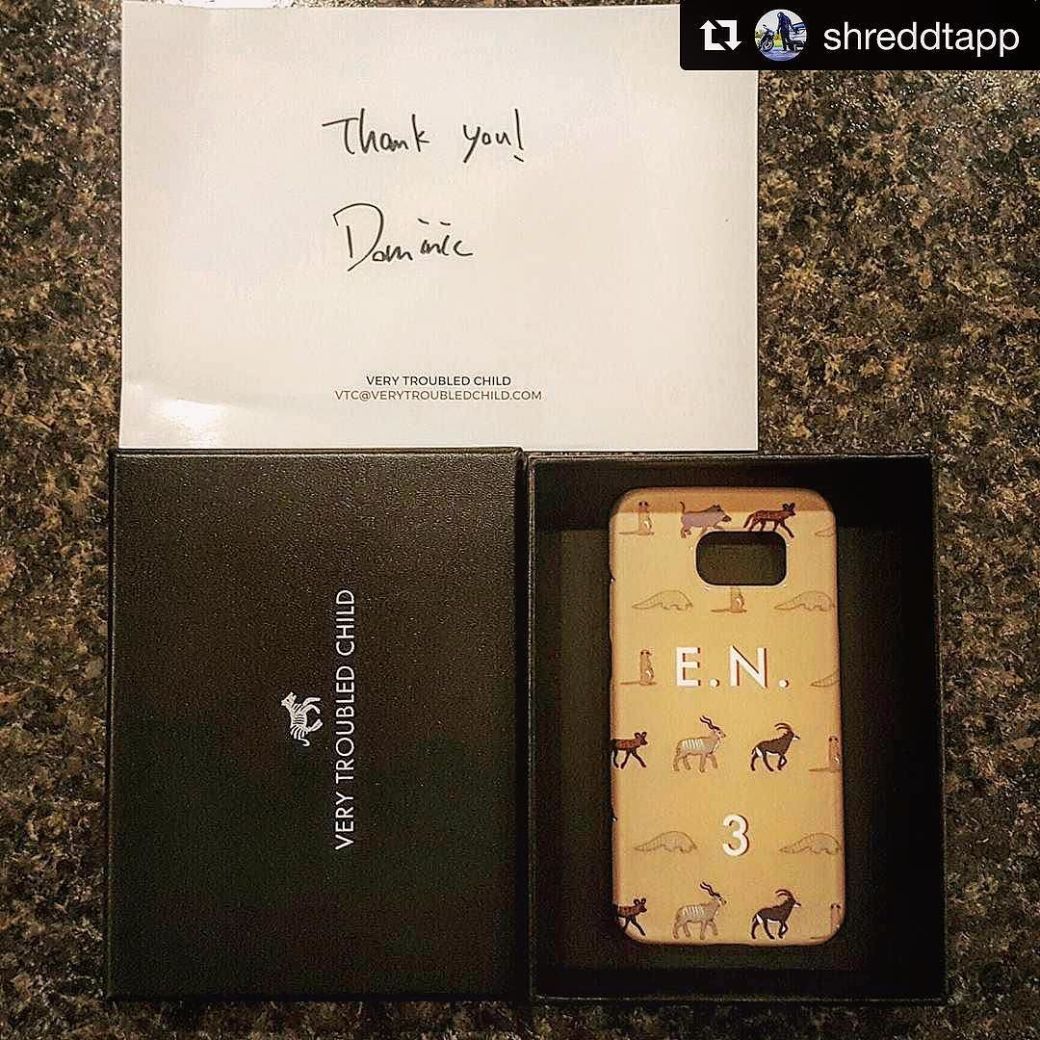 shreddtapp
Thank you!
Dominic
VERY TROUBLED CHILD
VTC@VERYTROUBLEDCHILD.COM
VERY TROUBLED CHILD
E.N.
3